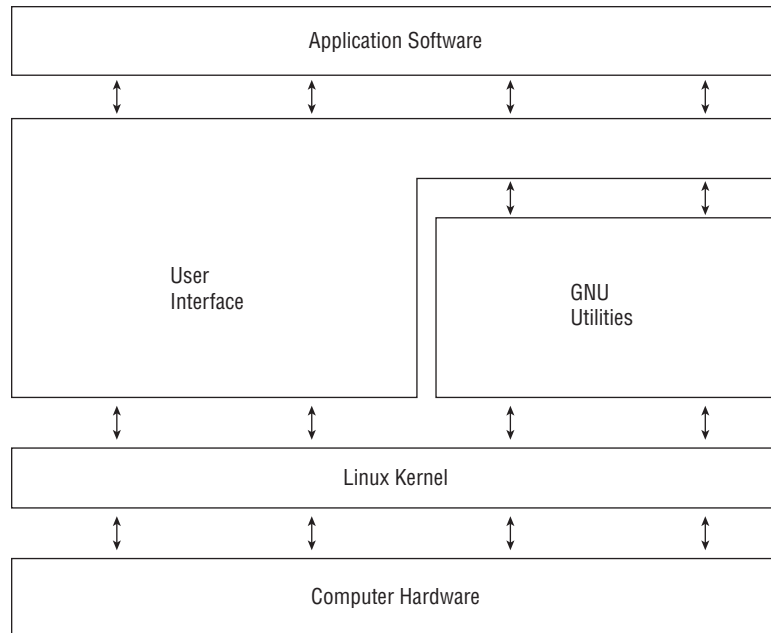 Application Software
User
Interface
GNU
Utilities
Linux Kernel
Computer Hardware